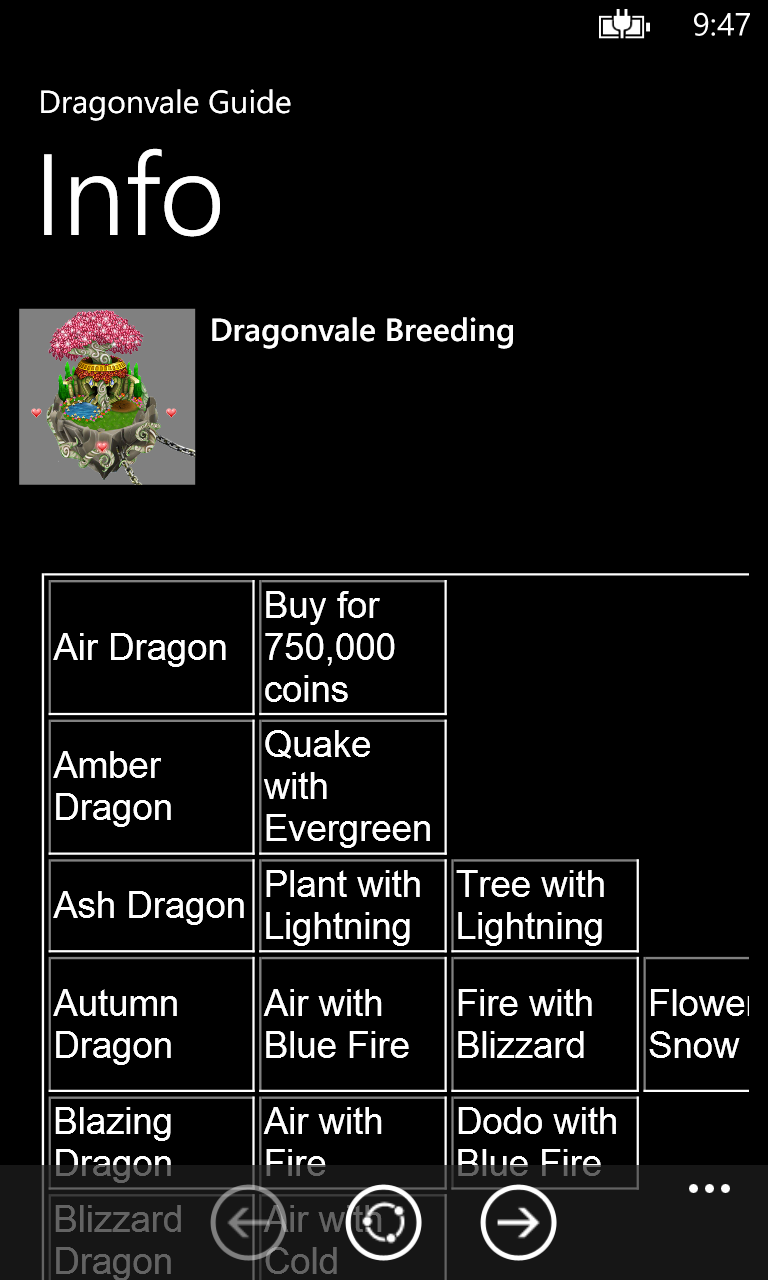 9:47
Dragonvale Guide
Info
Dragonvale Breeding
Air Dragon
Buy for
750,000
coins
Amber
Dragon
Quake
with
Evergreen
Ash Dragon
Plant with
Lightning
Tree with
Lightning
Autumn
Dragon
Air with
Blue Fire
Fire with
Blizzard
Flower
Snow
Blazing
Dragon
Air with
Fire
Dodo with
Blue Fire
Blizzard
Dragon
Air with
Cold